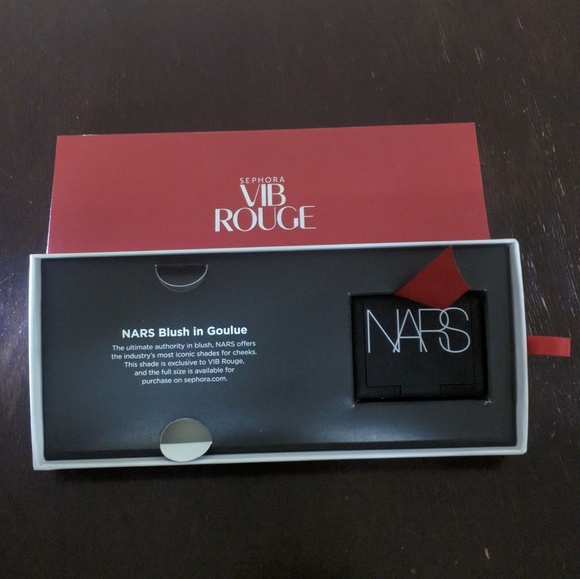 SEPHORA
VIB
ROUGE
NARS Blush in Goulue
The ultimate authority in blush, NARS offers
the industry's most iconic shades for cheeks.
This shade is exclusive to VIB Rouge,
and the full size is available for
purchase on sephora.com.
NARS